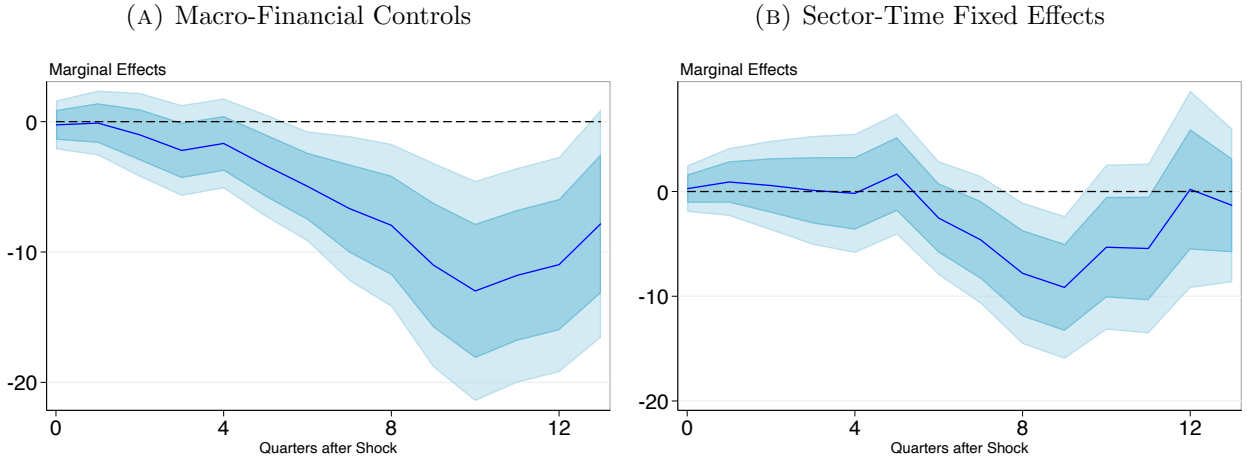 (A) Macro-Financial Controls
Marginal Effects
0
-10
-20
0 4 8 12
Quarters after Shock
(B) Sector-Time Fixed Effects
Marginal Effects
0
-10
-20
0 4 8 12
Quarters after Shock